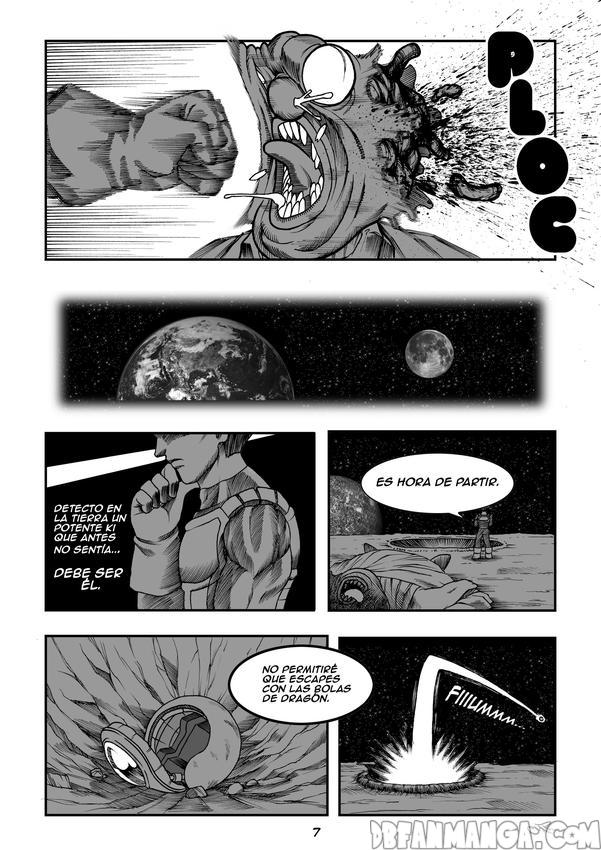 PLOC
DETECTO EN
LA TIERRA UN
POTENTE KI
QUE ANTES
NO SENTÍA...
DEBE SER
ÉL.
ES HORA DE PARTIR.
NO PERMITIRÉ
QUE ESCAPES
CON LAS BOLAS
DE DRAGÓN.
FIIIUMMM...
7
DBFANMANGA.COM